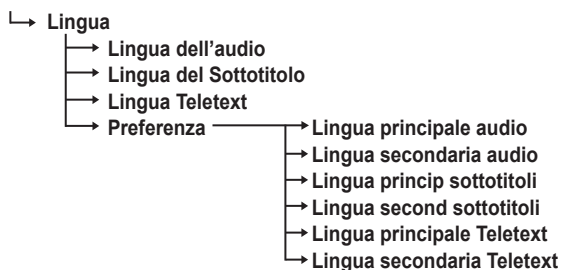 Lingua
Lingua dell'audio
Lingua del Sottotitolo
Lingua Teletext
Preferenza
Lingua principale audio
Lingua secondaria audio
Lingua princip sottotitoli
Lingua second sottotitoli
Lingua principale Teletext
Lingua secondaria Teletext